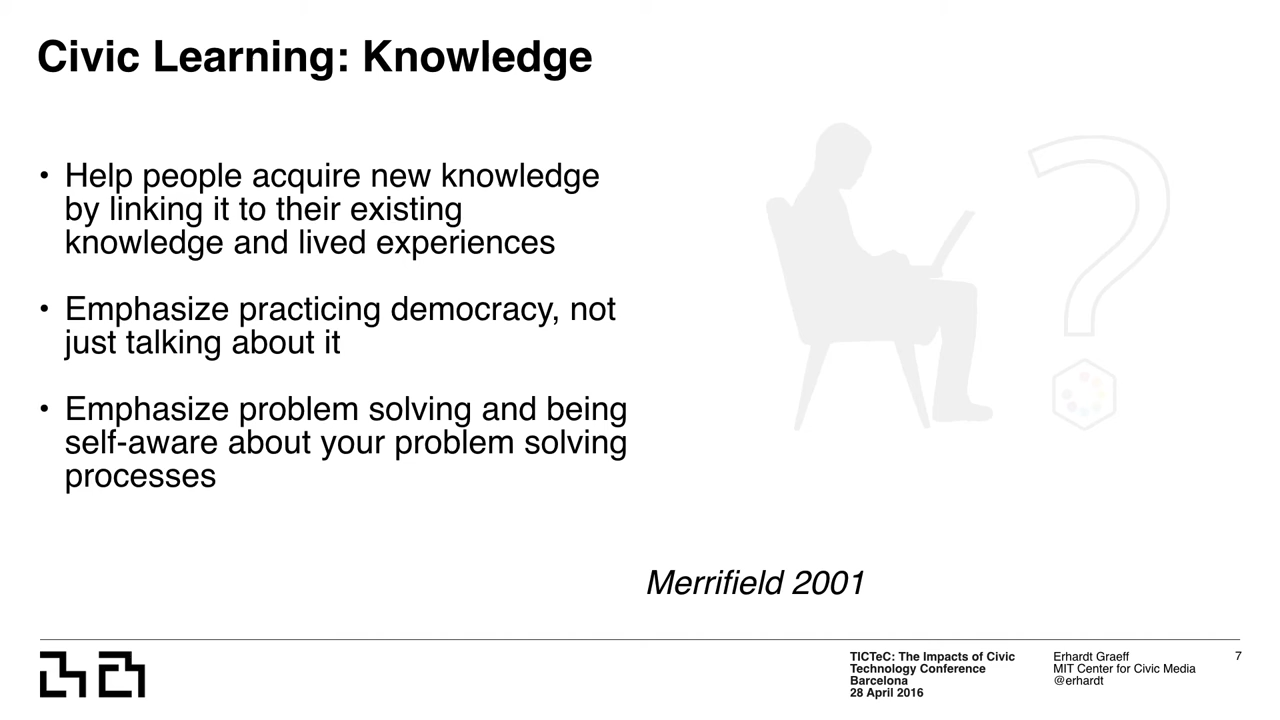 Civic Learning: Knowledge
• Help people acquire new knowledge
by linking it to their existing
knowledge and lived experiences
• Emphasize practicing democracy, not
just talking about it
• Emphasize problem solving and being
self-aware about your problem solving
processes
Merrifield 2001
TICTeC: The Impacts of Civic
Technology Conference
Barcelona
28 April 2016
Erhardt Graeff
MIT Center for Civic Media
@erhardt
7